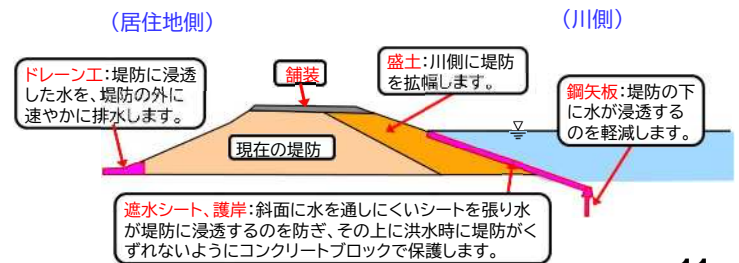 (居住地側)
(川側)
ドレーン工:堤防に浸透
した水を、堤防の外に
速やかに排水します。
舗装
盛土:川側に堤防
を拡幅します。
鋼矢板:堤防の下
に水が浸透する
のを軽減します。
現在の堤防
遮水シート、護岸:斜面に水を通しにくいシートを張り水
が堤防に浸透するのを防ぎ、その上に洪水時に堤防がく
ずれないようにコンクリートブロックで保護します。